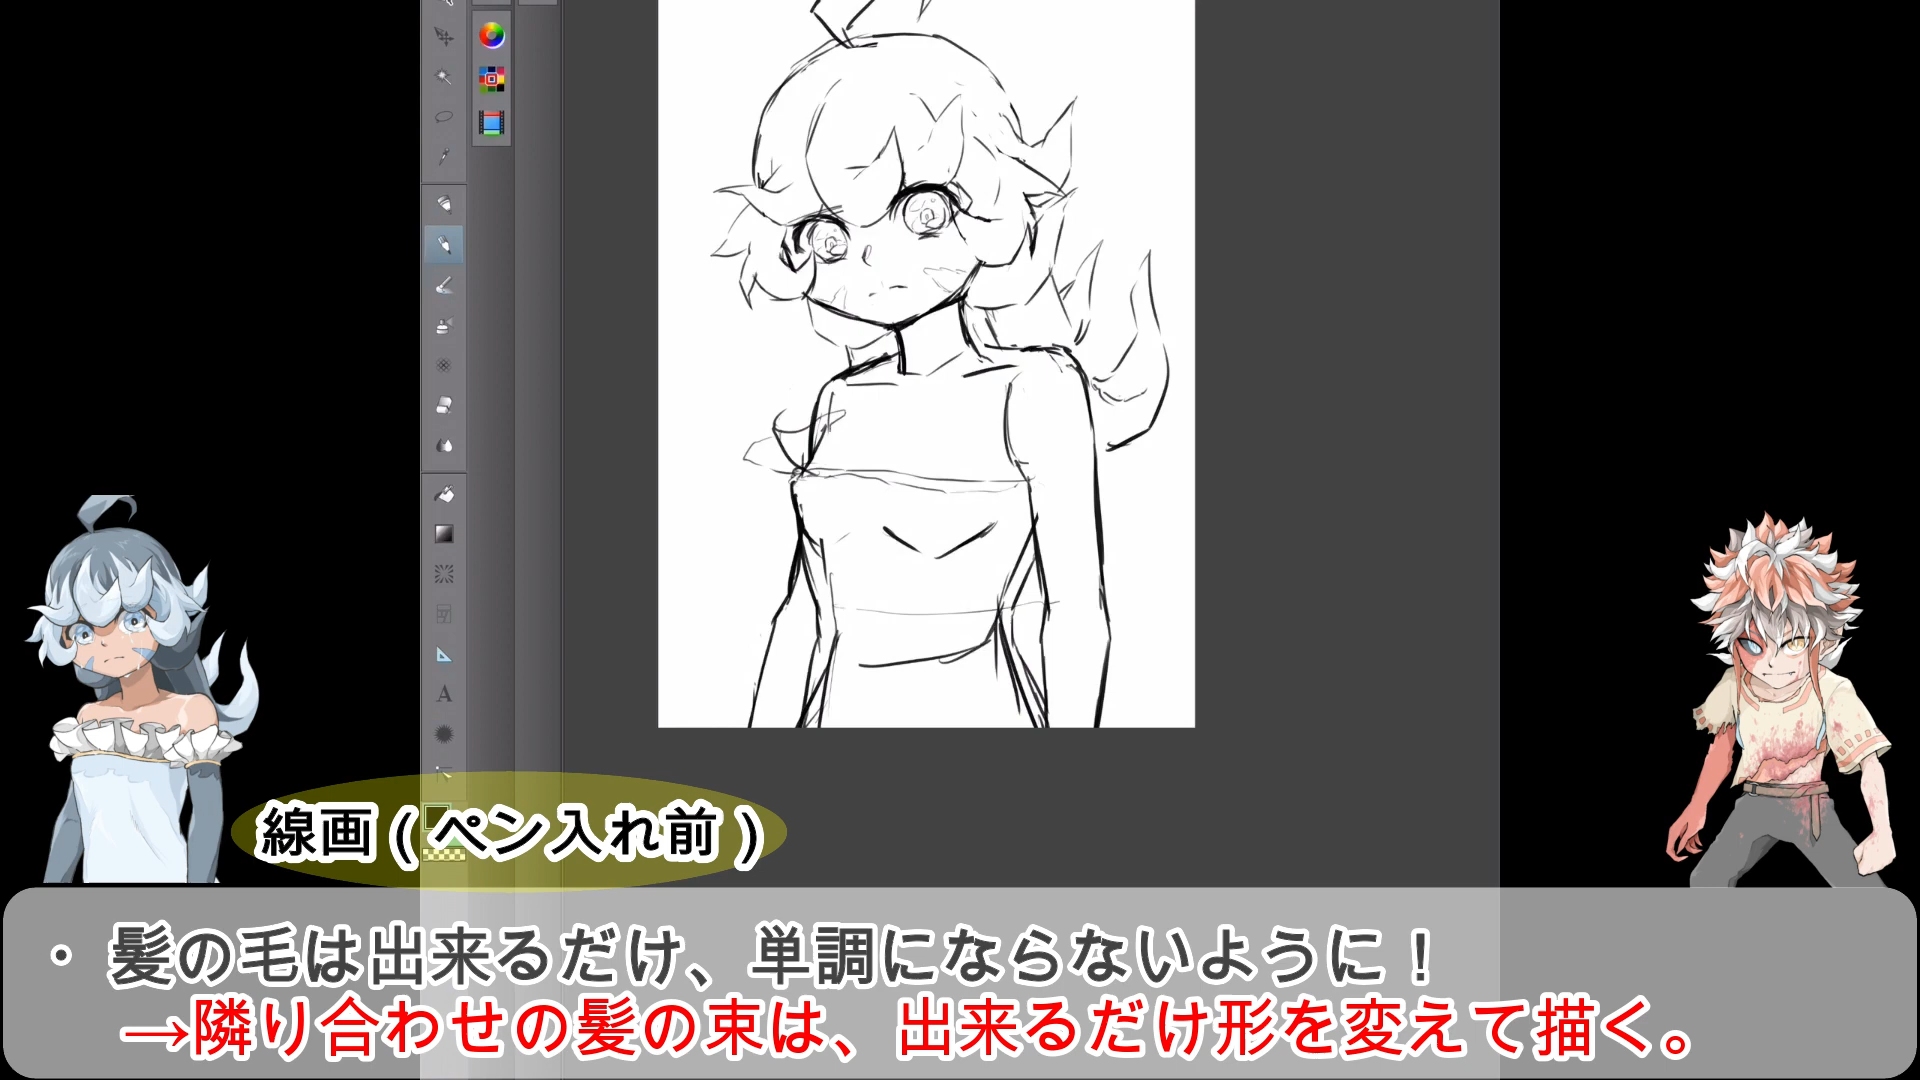 A
線画(ペン入れ前)
・髪の毛は出来るだけ、単調にならないように！
→隣り合わせの髪の束は、出来るだけ形を変えて描く。